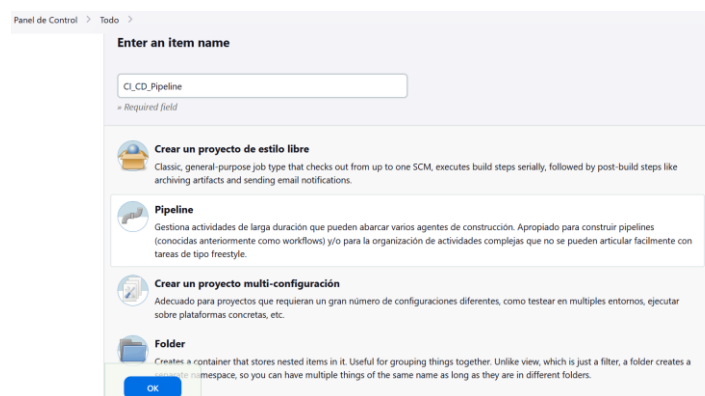 Panel de Control > Todo >
Enter an item name
CI_CD_Pipeline
» Required field
Crear un proyecto de estilo libre
Classic, general-purpose job type that checks out from up to one SCM, executes build steps serially, followed by post-build steps like
archiving artifacts and sending email notifications.
Pipeline
Gestiona actividades de larga duración que pueden abarcar varios agentes de construcción. Apropiado para construir pipelines
(conocidas anteriormente como workflows) y/o para la organización de actividades complejas que no se pueden articular facilmente con
tareas de tipo freestyle.
Crear un proyecto multi-configuración
Adecuado para proyectos que requieran un gran número de configuraciones diferentes, como testear en multiples entornos, ejecutar
sobre plataformas concretas, etc.
Folder
Creates a container that stores nested items in it. Useful for grouping things together. Unlike view, which is just a filter, a folder creates a
separate namespace, so you can have multiple things of the same name as long as they are in different folders.
OK